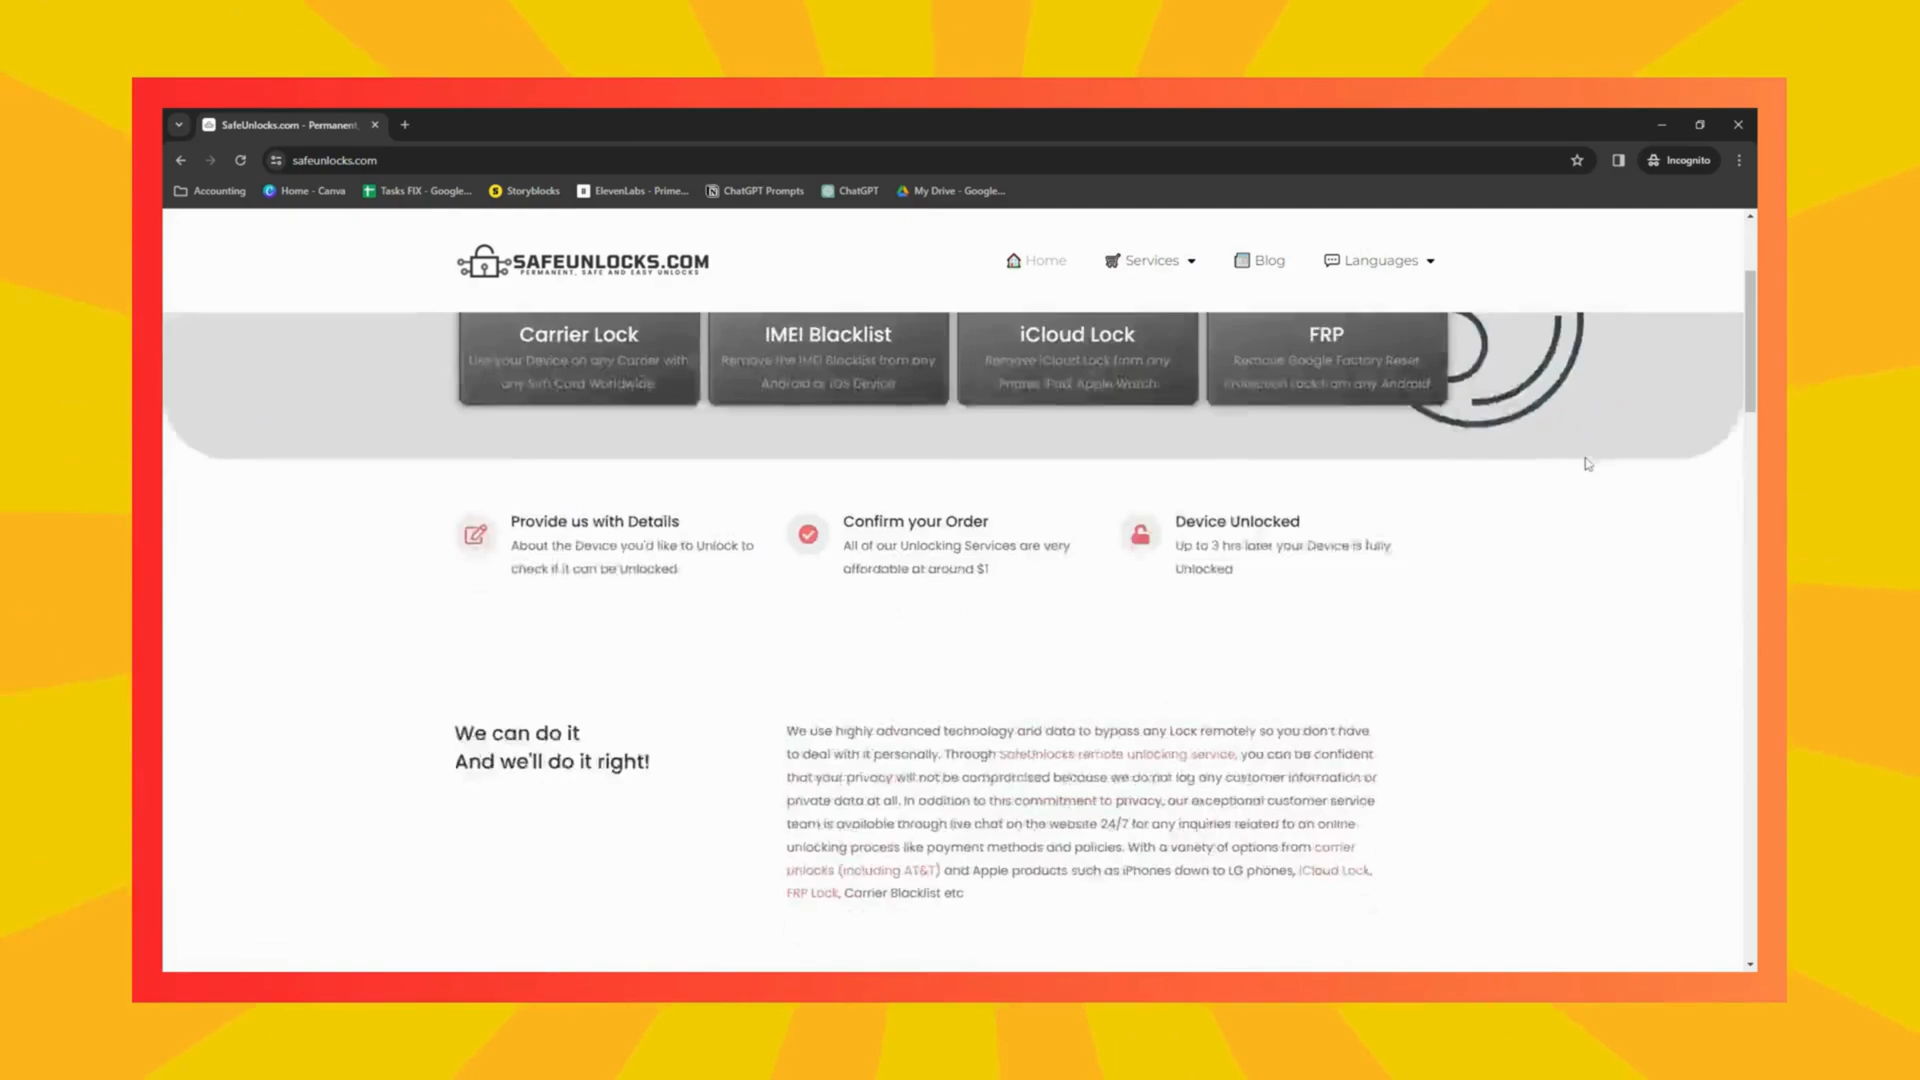 SafeUnlocks.com - Permanent,
safeunlocks.com
Incognito
Accounting
Home - Canva
Tasks FIX - Google...
Storyblocks
ElevenLabs - Prime...
ChatGPT Prompts
ChatGPT
My Drive - Google...
SAFEUNLOCKS.COM
PERMANENT, SAFE AND EASY UNLOCKS
Home
Services
Blog
Languages
Carrier Lock
Use your Device on any Carrier with
any Sim Card Worldwide
IMEI Blacklist
Remove the IMEI Blocklist from any
Android or iOS Device
iCloud Lock
Remove iCloud Lock from any
iPhone, iPad, Apple Watch
FRP
Remove Google Factory Reset
Protection Lock from any Android
Provide us with Details
About the Device you'd like to Unlock to
check if it can be Unlocked
Confirm your Order
All of our Unlocking Services are very
affordable at around $1
Device Unlocked
Up to 3 hrs later your Device is fully
Unlocked
We can do it
And we'll do it right!
We use highly advanced technology and data to bypass any Lock remotely so you don't have
to deal with it personally. Through SafeUnlocks remote unlocking service, you can be confident
that your privacy will not be compromised because we do not log any customer information or
private data at all. In addition to this commitment to privacy, our exceptional customer service
team is available through live chat on the website 24/7 for any inquiries related to an online
unlocking process like payment methods and policies. With a variety of options from carrier
unlocks (including AT&T) and Apple products such as iPhones down to LG phones, iCloud Lock,
FRP Lock, Carrier Blacklist etc